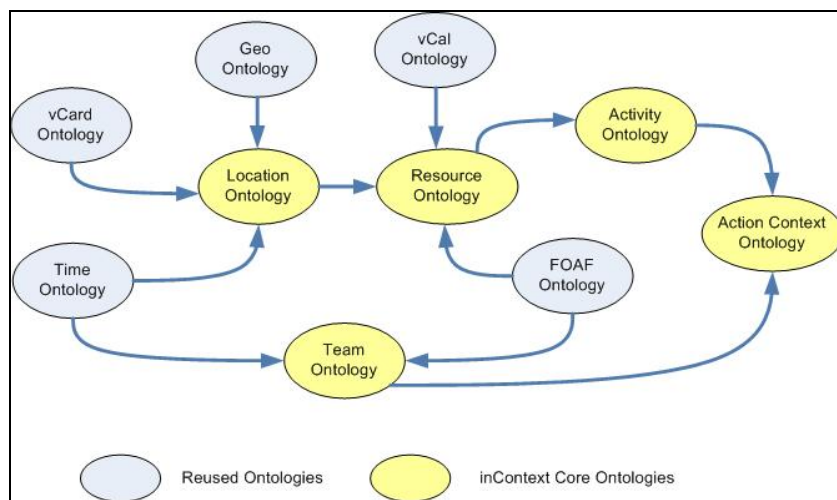 Geo
Ontology
vCal
Ontology
vCard
Ontology
Activity
Ontology
Location
Ontology
Resource
Ontology
Action Context
Ontology
Time
Ontology
FOAF
Ontology
Team
Ontology
Reused Ontologies
inContext Core Ontologies